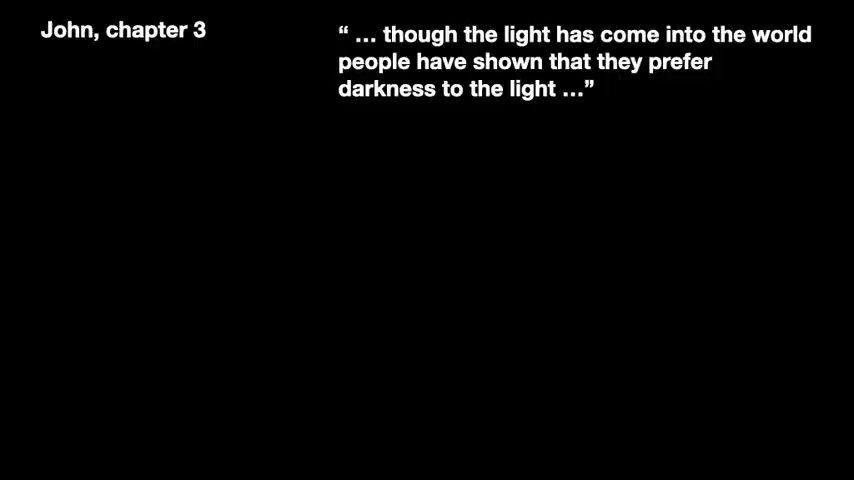 John, chapter 3
“ … though the light has come into the world
people have shown that they prefer
darkness to the light …”